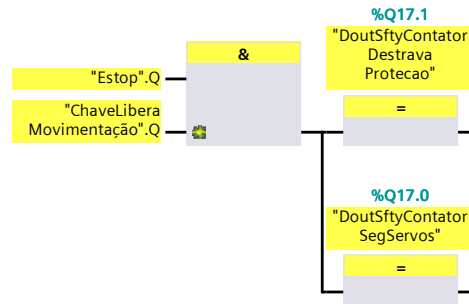 %Q17.1
"DoutSftyContator
Destrava
Protecao"
&
"Estop".Q
=
"ChaveLibera
Movimentação".Q
%Q17.0
"DoutSftyContator
SegServos"
=